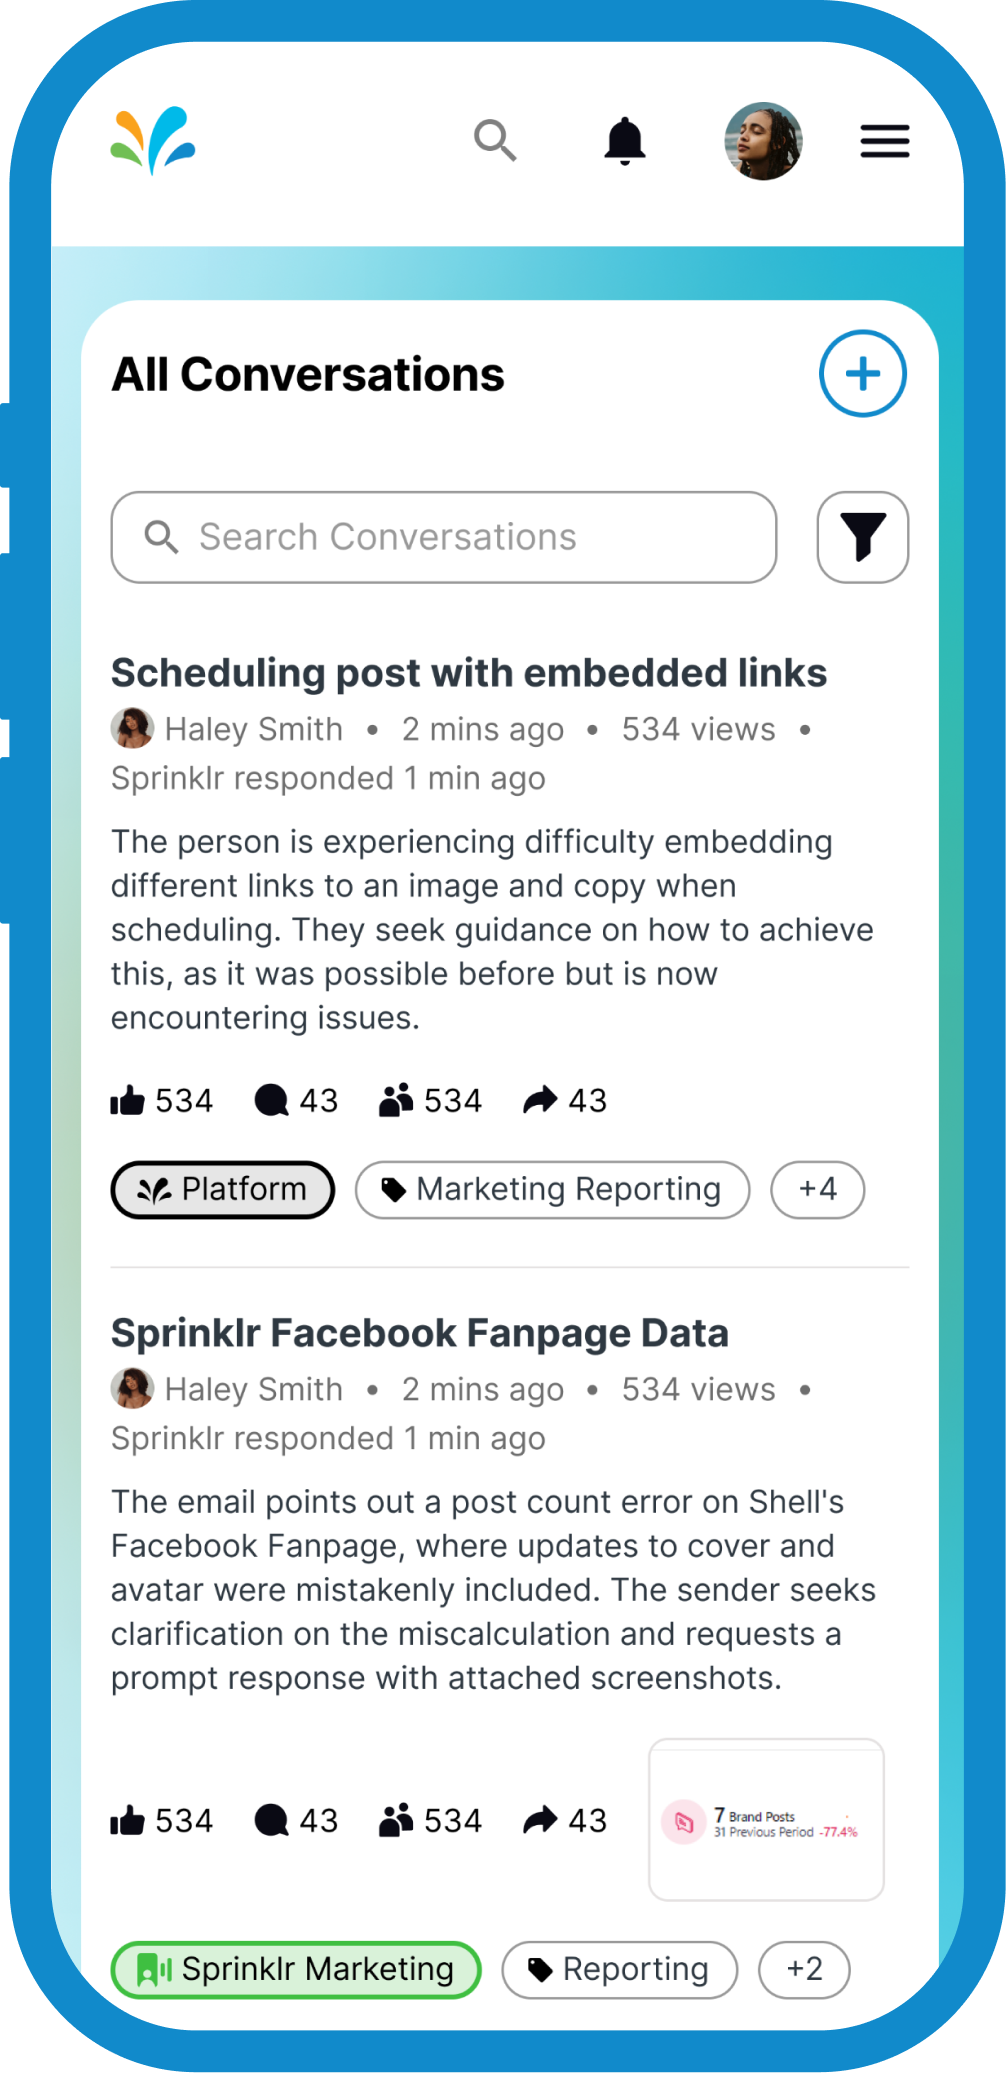 All Conversations
Search Conversations
Scheduling post with embedded links
Haley Smith • 2 mins ago • 534 views •
Sprinklr responded 1 min ago
The person is experiencing difficulty embedding
different links to an image and copy when
scheduling. They seek guidance on how to achieve
this, as it was possible before but is now
encountering issues.
534 43 534 43
Platform Marketing Reporting +4
Sprinklr Facebook Fanpage Data
Haley Smith • 2 mins ago • 534 views •
Sprinklr responded 1 min ago
The email points out a post count error on Shell's
Facebook Fanpage, where updates to cover and
avatar were mistakenly included. The sender seeks
clarification on the miscalculation and requests a
prompt response with attached screenshots.
534 43 534 43
7 Brand Posts
31 Previous Period -77.4%
Sprinklr Marketing Reporting +2